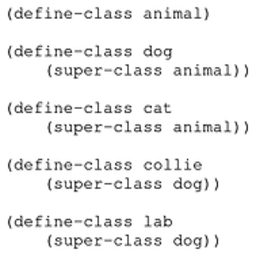 (define-class animal)
(define-class dog
(super-class animal))
(define-class cat
(super-class animal))
(define-class collie
(super-class dog))
(define-class lab
(super-class dog))